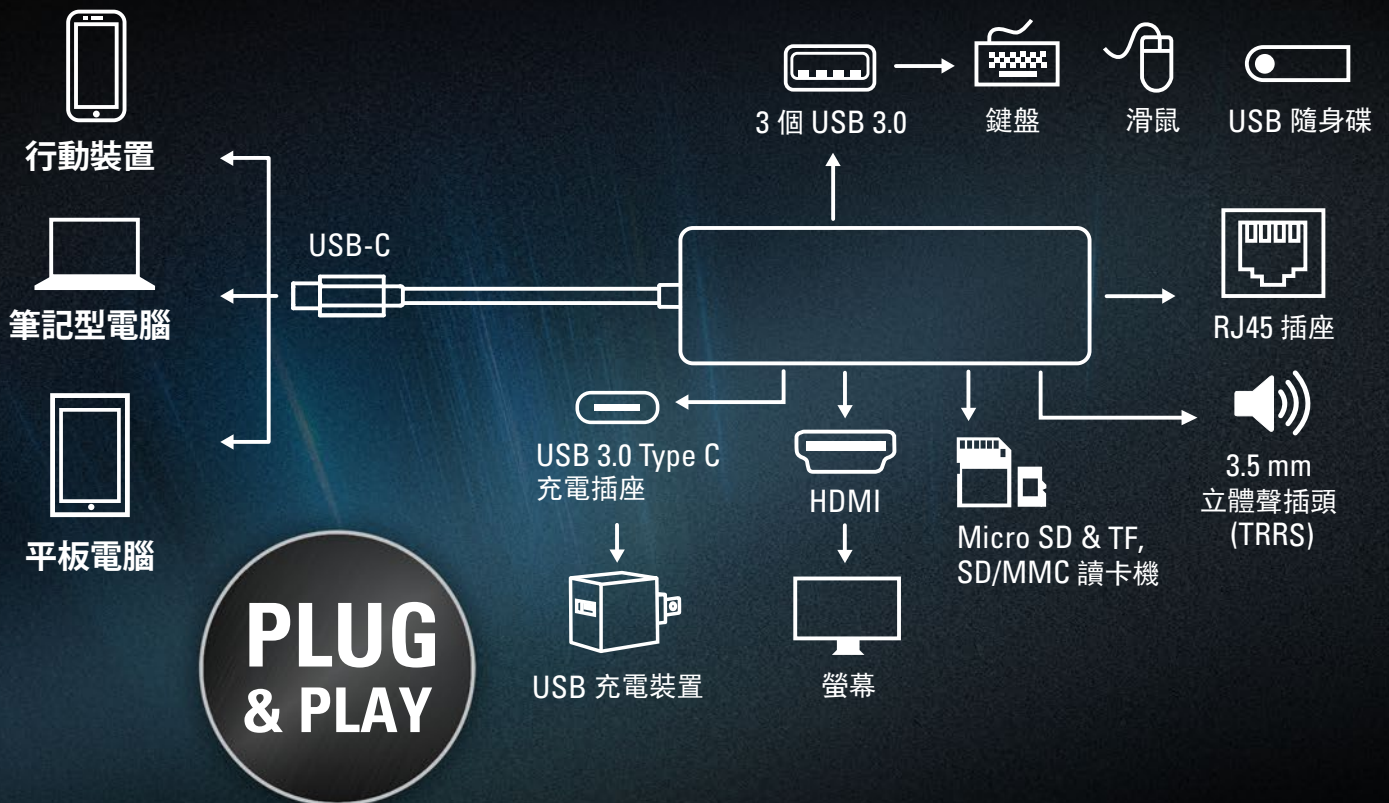 行動裝置
筆記型電腦
平板電腦
USB-C
3 個 USB 3.0
鍵盤
滑鼠
USB 隨身碟
RJ45 插座
3.5 mm
立體聲插頭
(TRRS)
USB 3.0 Type C
充電插座
USB 充電裝置
HDMI
螢幕
Micro SD & TF,
SD/MMC 讀卡機
PLUG
& PLAY